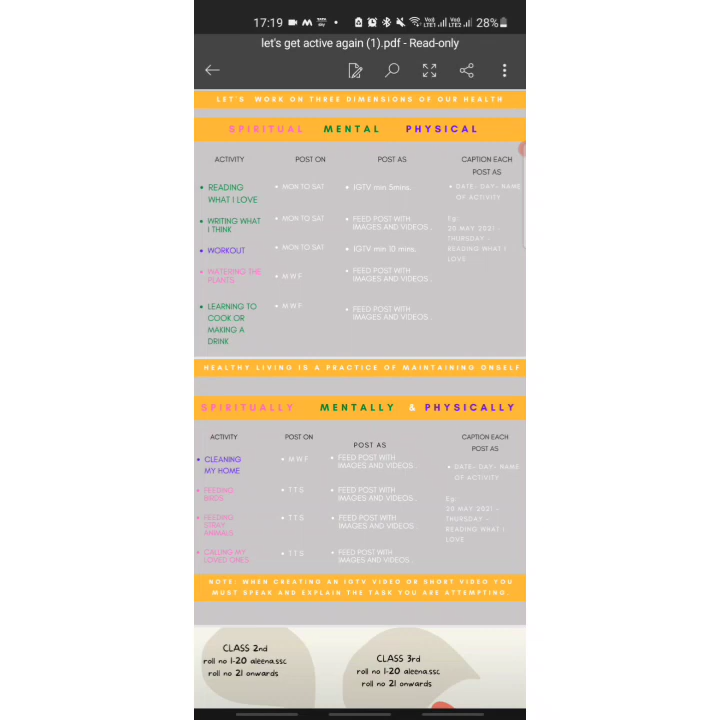 17:19
Vo)) LTE1 Vo)) LTE2 28%
let's get active again (1).pdf - Read-only
LET'S WORK ON THREE DIMENSIONS OF OUR HEALTH
SPIRITUAL MENTAL PHYSICAL
ACTIVITY POST ON POST AS CAPTION EACH
POST AS
• READING
WHAT I LOVE
• MON TO SAT
• IGTV min 5mins.
• DATE- DAY- NAME
OF ACTIVITY
Eg:
20 MAY 2021 -
THURSDAY -
READING WHAT I
LOVE
• WRITING WHAT
I THINK
• MON TO SAT
• FEED POST WITH
IMAGES AND VIDEOS .
• WORKOUT
• MON TO SAT
• IGTV min 10 mins.
• WATERING THE
PLANTS
• M W F
• FEED POST WITH
IMAGES AND VIDEOS .
• LEARNING TO
COOK OR
MAKING A
DRINK
• M W F
• FEED POST WITH
IMAGES AND VIDEOS .
HEALTHY LIVING IS A PRACTICE OF MAINTAINING ONSELF
SPIRITUALLY MENTALLY & PHYSICALLY
ACTIVITY POST ON POST AS CAPTION EACH
POST AS
• CLEANING
MY HOME
• M W F
• FEED POST WITH
IMAGES AND VIDEOS .
• DATE- DAY- NAME
OF ACTIVITY
Eg:
20 MAY 2021 -
THURSDAY -
READING WHAT I
LOVE
• FEEDING
BIRDS
• T T S
• FEED POST WITH
IMAGES AND VIDEOS .
• FEEDING
STRAY
ANIMALS
• T T S
• FEED POST WITH
IMAGES AND VIDEOS .
• CALLING MY
LOVED ONES
• T T S
• FEED POST WITH
IMAGES AND VIDEOS .
NOTE: WHEN CREATING AN IGTV VIDEO OR SHORT VIDEO YOU
MUST SPEAK AND EXPLAIN THE TASK YOU ARE ATTEMPTING.
CLASS 2nd
roll no 1-20 aleena.ssc
roll no 21 onwards
CLASS 3rd
roll no 1-20 aleena.ssc
roll no 21 onwards